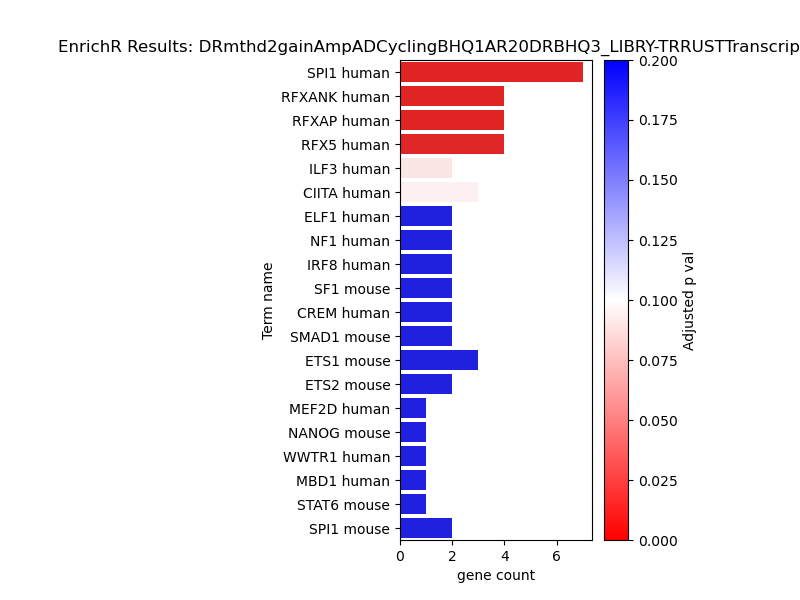 EnrichR Results: DRmthd2gainAmpADCyclingBHQ1AR20DRBHQ3_LIBRY-TRRUSTTranscrip
SPI1 human
RFXANK human
RFXAP human
RFX5 human
ILF3 human
CIITA human
ELF1 human
NF1 human
IRF8 human
SF1 mouse
CREM human
SMAD1 mouse
ETS1 mouse
ETS2 mouse
MEF2D human
NANOG mouse
WWTR1 human
MBD1 human
STAT6 mouse
SPI1 mouse
Term name
0 2 4 6
gene count
0.200
0.175
0.150
0.125
0.100
0.075
0.050
0.025
0.000
Adjusted p val